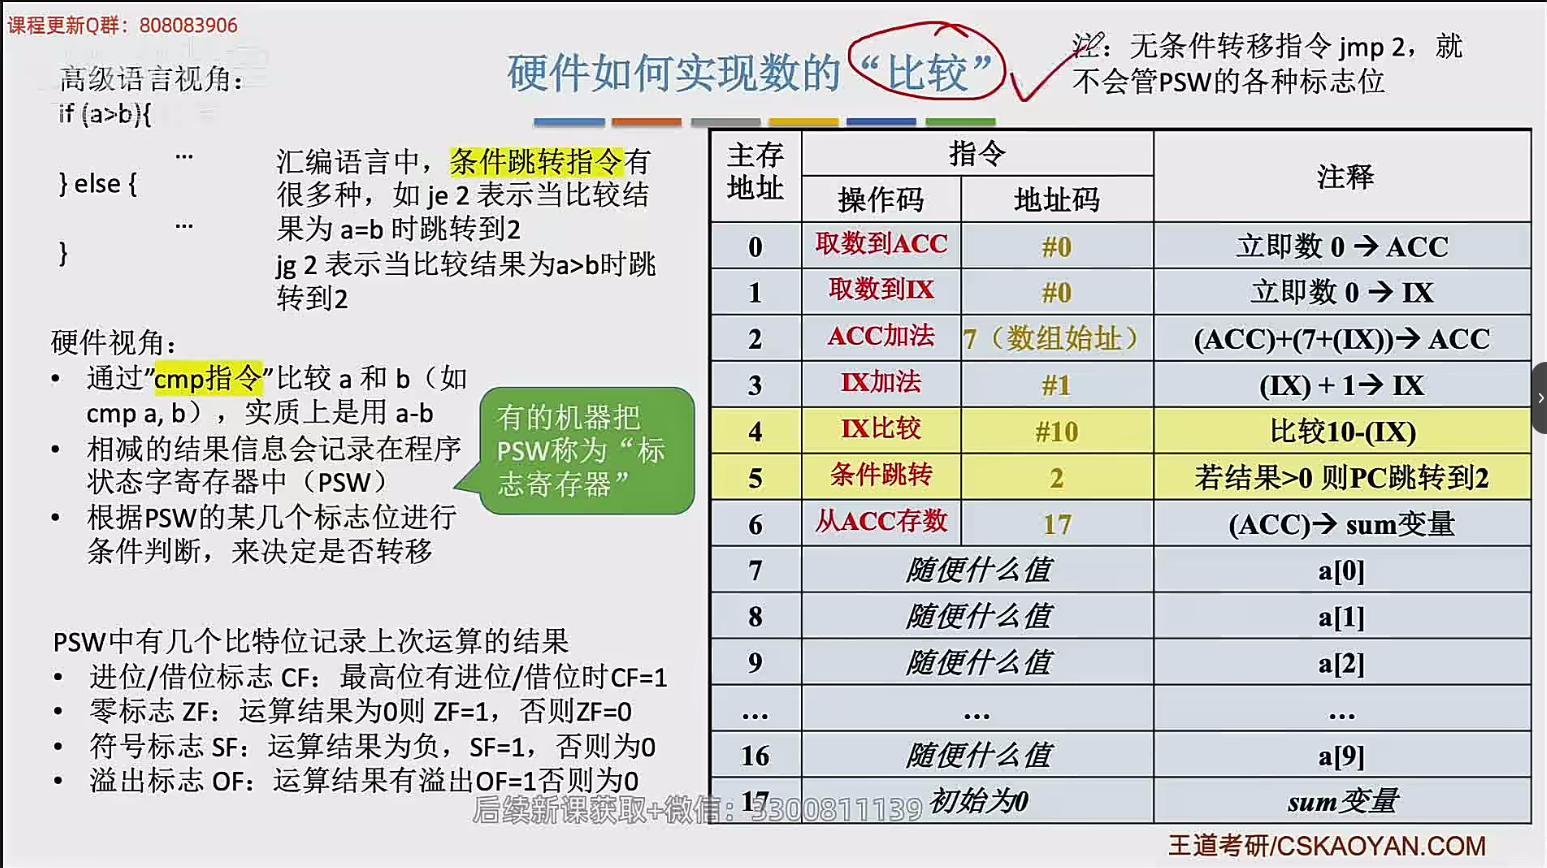 课程更新Q群：808083906
高级语言视角：
if (a>b){
...
} else {
...
}
硬件如何实现数的“比较”
注：无条件转移指令 jmp 2，就
不会管PSW的各种标志位
汇编语言中，条件跳转指令有
很多种，如 je 2 表示当比较结
果为 a=b 时跳转到2
jg 2 表示当比较结果为a>b时跳
转到2
硬件视角：
• 通过”cmp指令”比较 a 和 b（如
cmp a, b），实质上是用 a-b
• 相减的结果信息会记录在程序
状态字寄存器中（PSW）
• 根据PSW的某几个标志位进行
条件判断，来决定是否转移
有的机器把
PSW称为“标
志寄存器”
PSW中有几个比特位记录上次运算的结果
• 进位/借位标志 CF：最高位有进位/借位时CF=1
• 零标志 ZF：运算结果为0则 ZF=1，否则ZF=0
• 符号标志 SF：运算结果为负，SF=1，否则为0
• 溢出标志 OF：运算结果有溢出OF=1否则为0
主存地址 指令 注释
操作码 地址码
0 取数到ACC #0 立即数 0 → ACC
1 取数到IX #0 立即数 0 → IX
2 ACC加法 7（数组始址） (ACC)+(7+(IX))→ ACC
3 IX加法 #1 (IX) + 1→ IX
4 IX比较 #10 比较10-(IX)
5 条件跳转 2 若结果>0 则PC跳转到2
6 从ACC存数 17 (ACC)→ sum变量
7 随便什么值 a[0]
8 随便什么值 a[1]
9 随便什么值 a[2]
... ... ...
16 随便什么值 a[9]
17 初始为0 sum变量
后续新课获取+微信：3300811139
王道考研/CSKAOYAN.COM